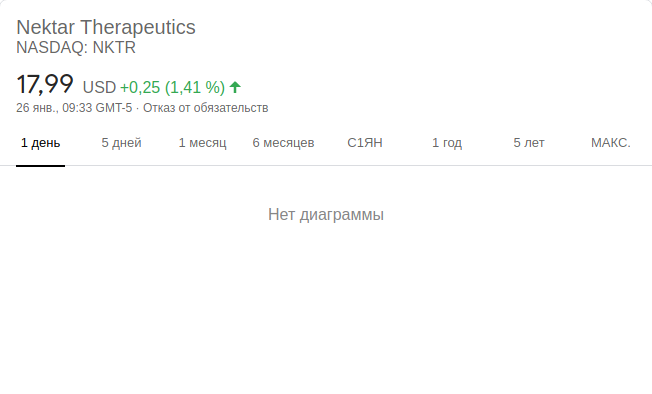 Nektar Therapeutics
NASDAQ: NKTR
17,99 USD +0,25 (1,41 %)
26 янв., 09:33 GMT-5 · Отказ от обязательств
1 день 5 дней 1 месяц 6 месяцев С1ЯН 1 год 5 лет МАКС.
Нет диаграммы